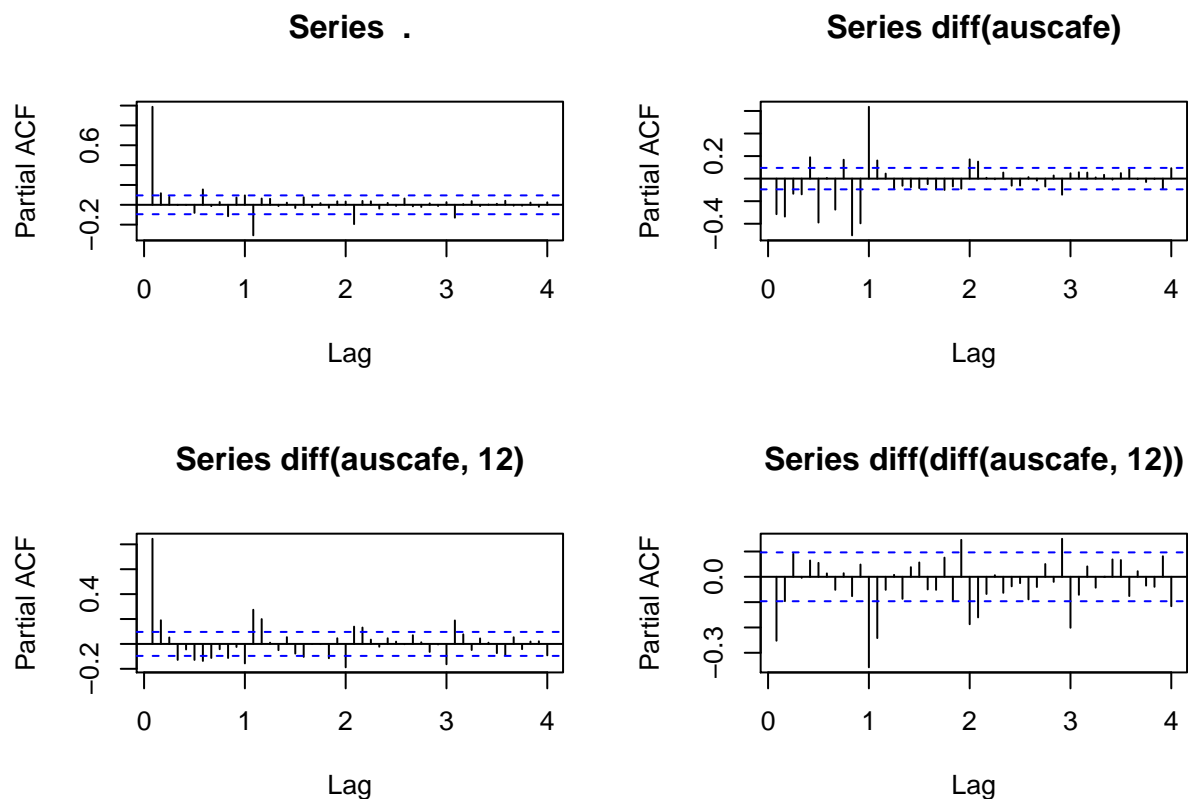 Series .
Partial ACF
0.6
−0.2
0 1 2 3 4
Lag
Series diff(auscafe)
Partial ACF
0.2
−0.4
0 1 2 3 4
Lag
Series diff(auscafe, 12)
Partial ACF
0.4
−0.2
0 1 2 3 4
Lag
Series diff(diff(auscafe, 12))
Partial ACF
0.0
−0.3
0 1 2 3 4
Lag